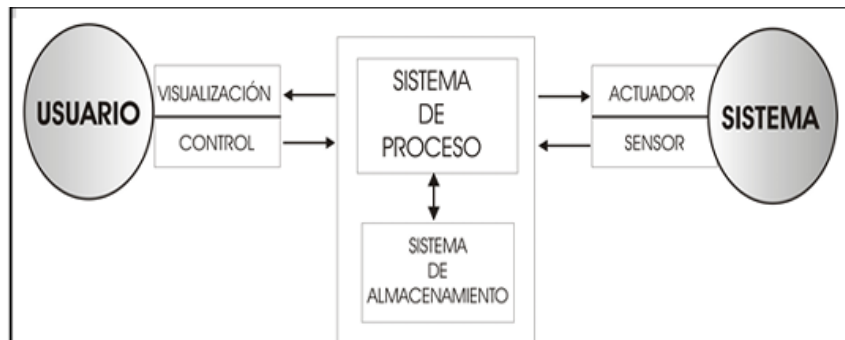 USUARIO
VISUALIZACIÓN
CONTROL
SISTEMA
DE
PROCESO
SISTEMA
DE
ALMACENAMIENTO
ACTUADOR
SENSOR
SISTEMA